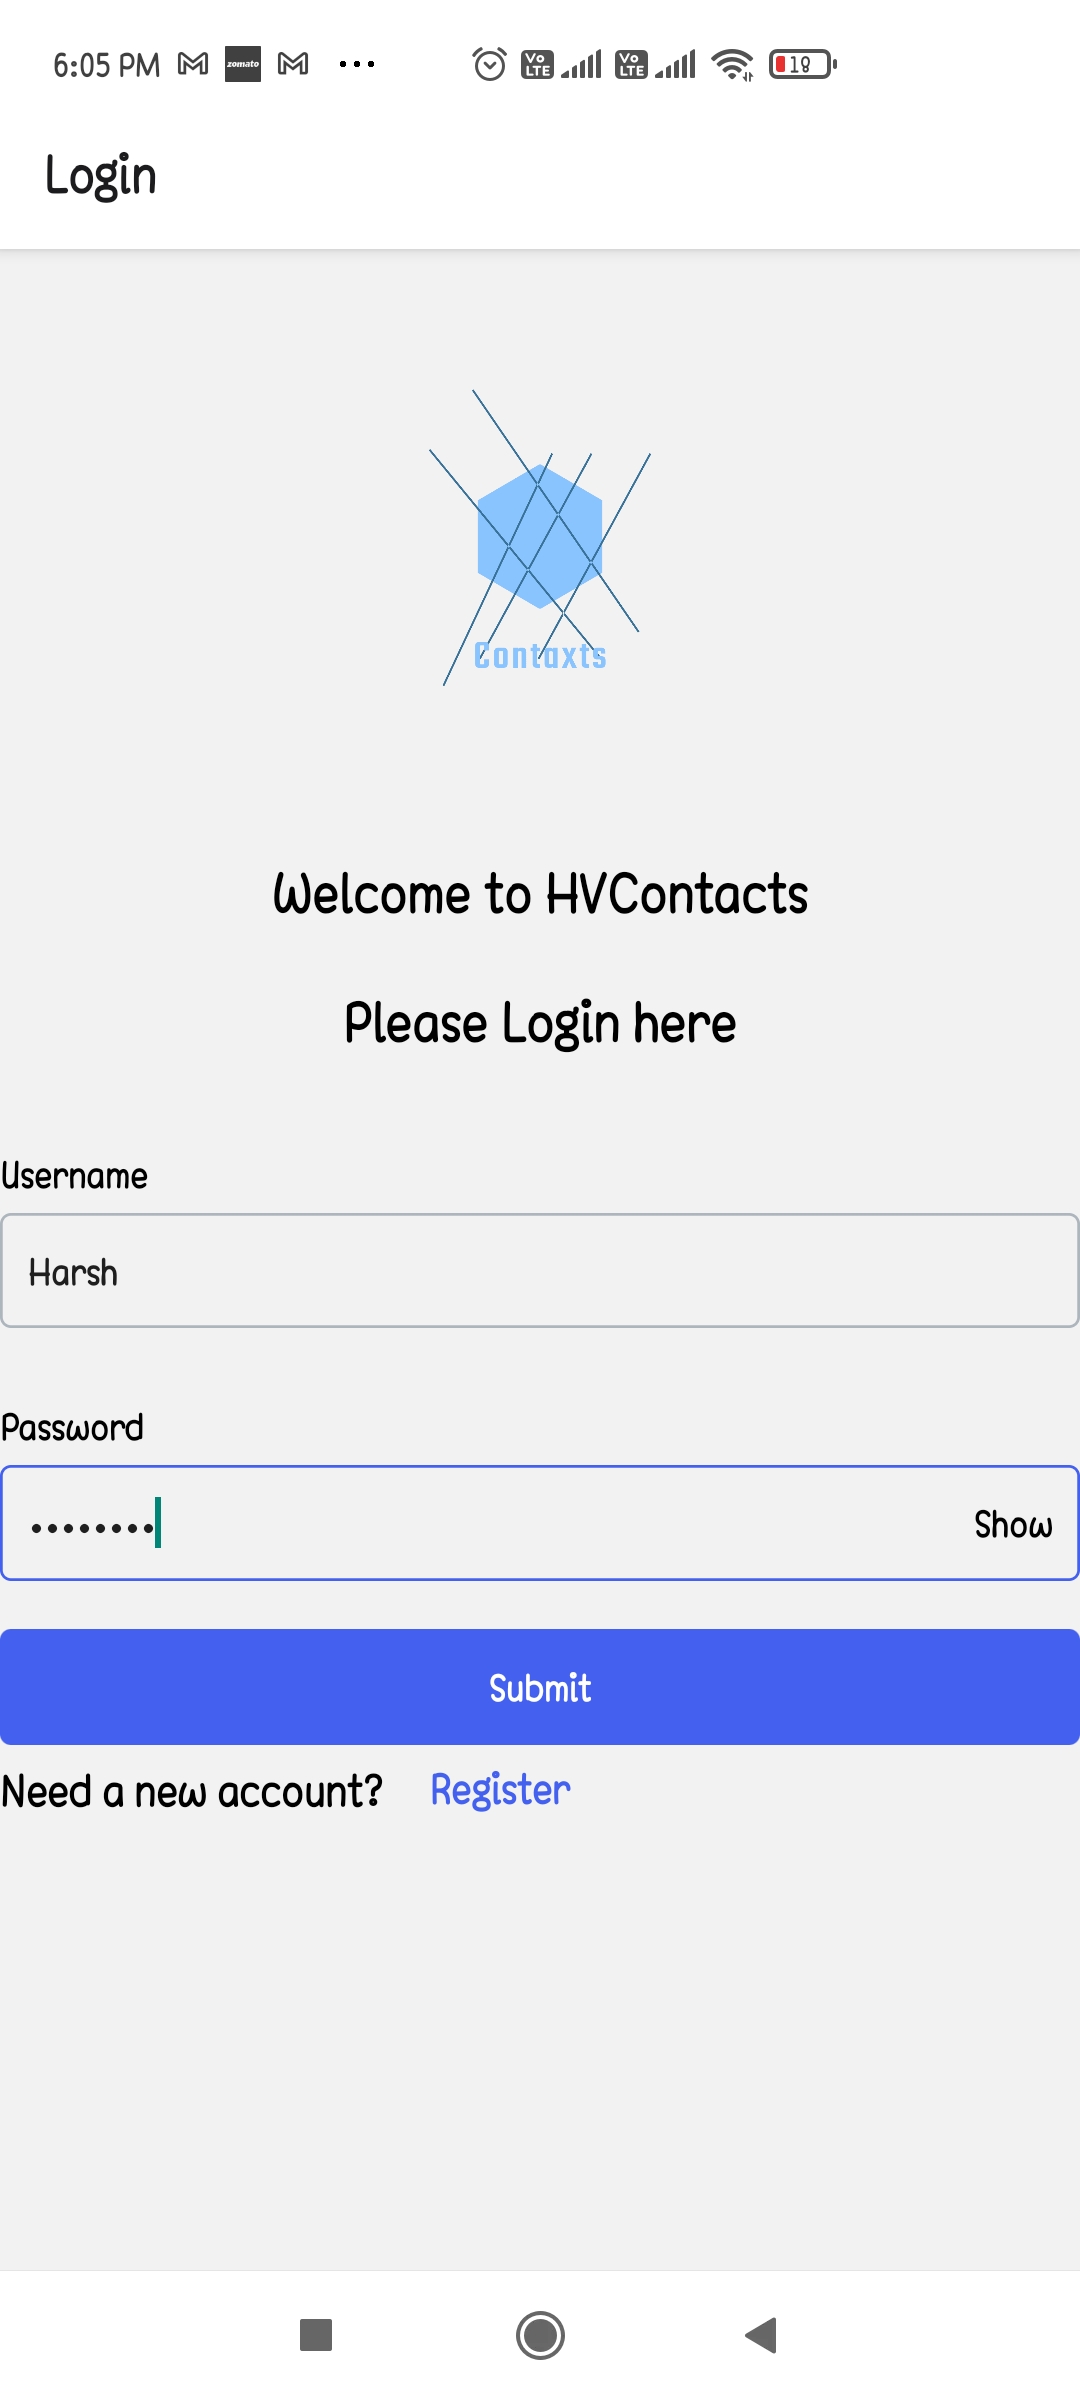 6:05 PM zomato ... Vo LTE Vo LTE 18
Login
Contaxts
Welcome to HVContacts
Please Login here
Username
Harsh
Password
•••••••• Show
Submit
Need a new account? Register